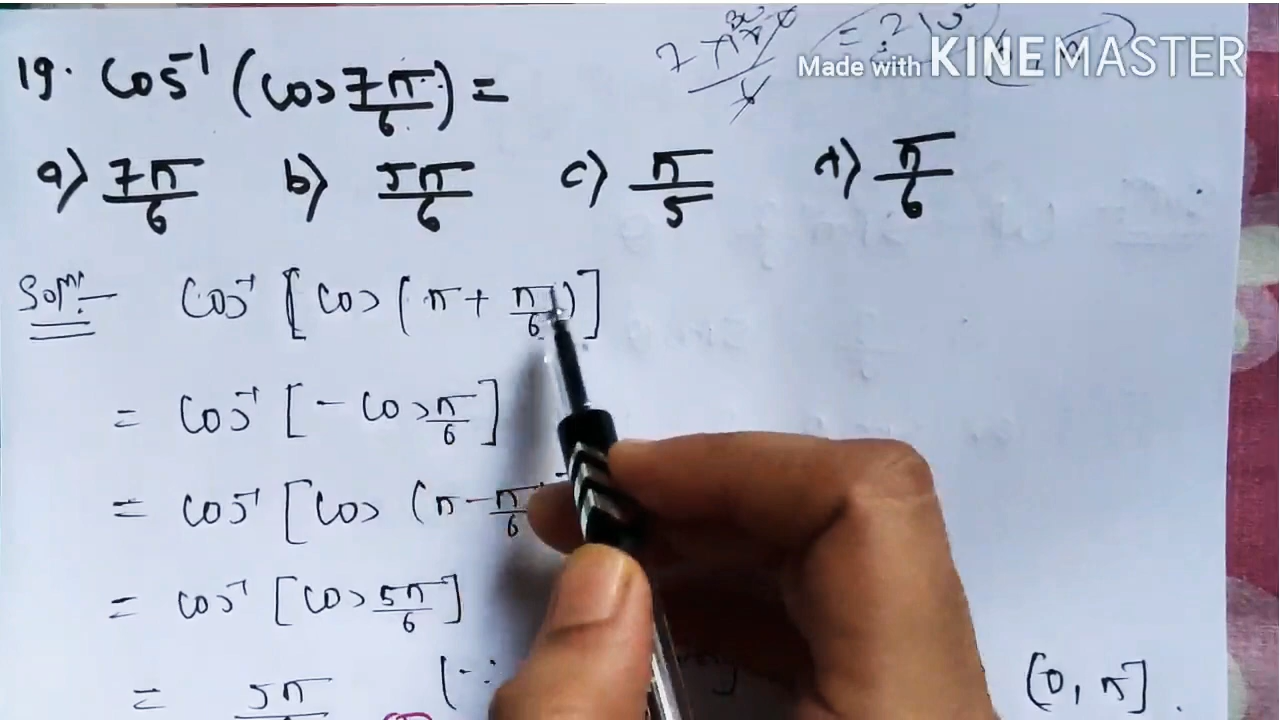 Made with KINEMASTER
19. Cos⁻¹ (Cos 7π/6) =
a) 7π/6 b) 5π/6 c) π/5 d) π/6
Solⁿ:- Cos⁻¹ [Cos (π + π/6)]
= Cos⁻¹ [- Cos π/6]
= Cos⁻¹ [Cos (π - π/6
= Cos⁻¹ [Cos 5π/6]
= 5π (∵ (0, π].